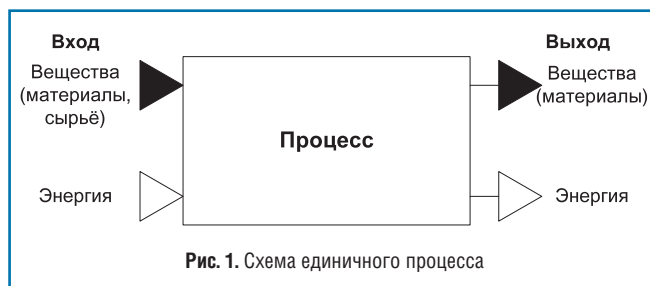 Вход
Вещества
(материалы,
сырьё)
Энергия
Процесс
Выход
Вещества
(материалы)
Энергия
Рис. 1. Схема единичного процесса